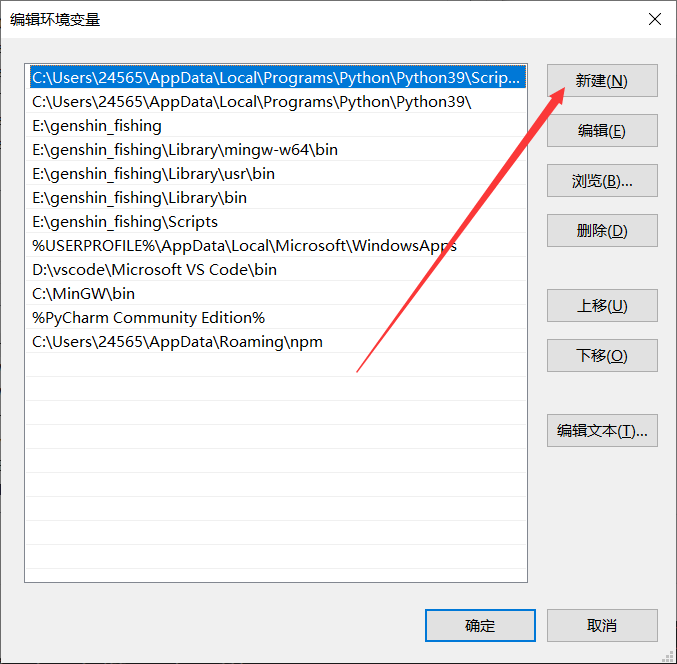 编辑环境变量
C:\Users\24565\AppData\Local\Programs\Python\Python39\Scrip...
C:\Users\24565\AppData\Local\Programs\Python\Python39\
E:\genshin_fishing
E:\genshin_fishing\Library\mingw-w64\bin
E:\genshin_fishing\Library\usr\bin
E:\genshin_fishing\Library\bin
E:\genshin_fishing\Scripts
%USERPROFILE%\AppData\Local\Microsoft\WindowsApps
D:\vscode\Microsoft VS Code\bin
C:\MinGW\bin
%PyCharm Community Edition%
C:\Users\24565\AppData\Roaming\npm
新建(N)
编辑(E)
浏览(B)...
删除(D)
上移(U)
下移(O)
编辑文本(T)...
确定
取消